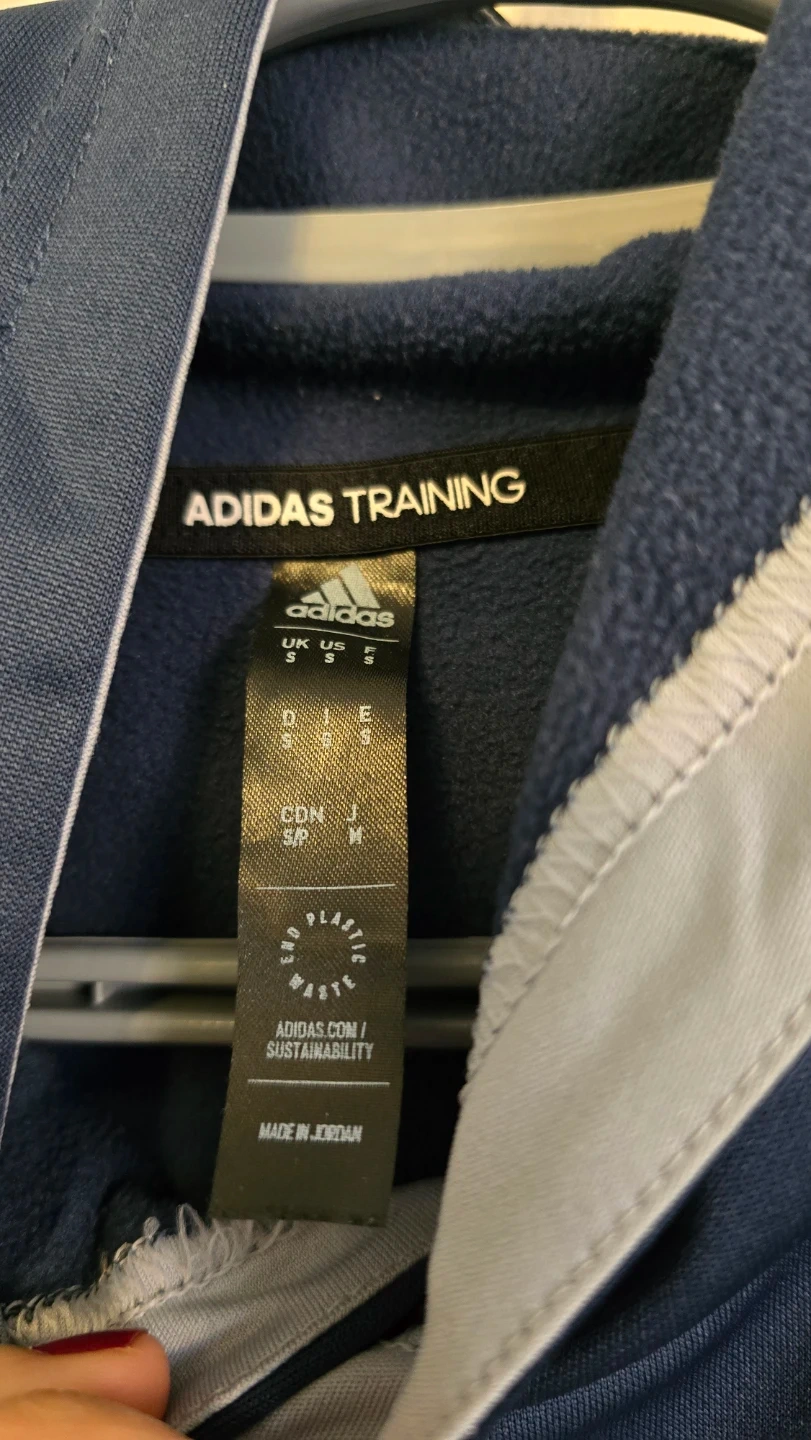 ADIDAS TRAINING
adidas
UK US F
S S S
D I E
S S S
CDN J
S/P M
END PLASTIC WASTE
ADIDAS.COM/
SUSTAINABILITY
MADE IN JORDAN